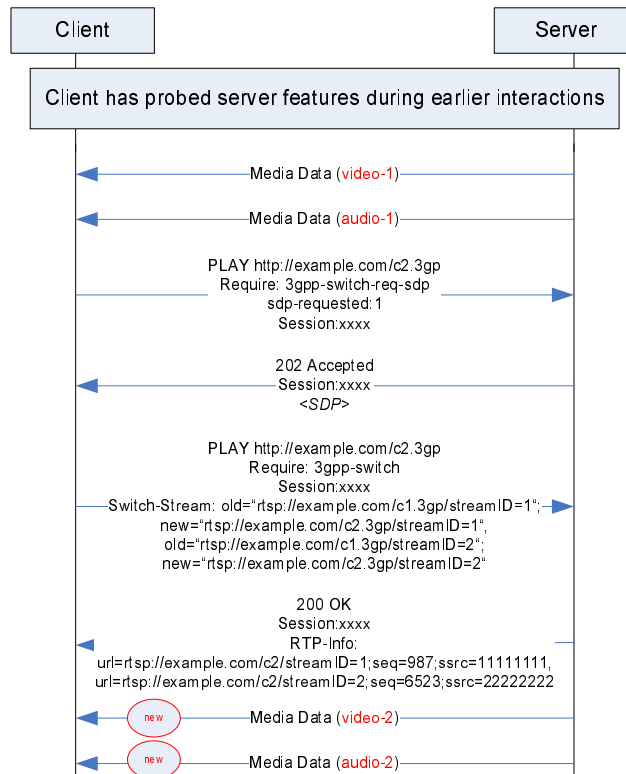 Client
Server
Client has probed server features during earlier interactions
Media Data (video-1)
Media Data (audio-1)
PLAY http://example.com/c2.3gp
Require: 3gpp-switch-req-sdp
sdp-requested:1
Session:xxxx
202 Accepted
Session:xxxx
<SDP>
PLAY http://example.com/c2.3gp
Require: 3gpp-switch
Session:xxxx
Switch-Stream: old=“rtsp://example.com/c1.3gp/streamID=1“;
new=“rtsp://example.com/c2.3gp/streamID=1“,
old=“rtsp://example.com/c1.3gp/streamID=2“;
new=“rtsp://example.com/c2.3gp/streamID=2“
200 OK
Session:xxxx
RTP-Info:
url=rtsp://example.com/c2/streamID=1;seq=987;ssrc=11111111,
url=rtsp://example.com/c2/streamID=2;seq=6523;ssrc=22222222
new
Media Data (video-2)
new
Media Data (audio-2)